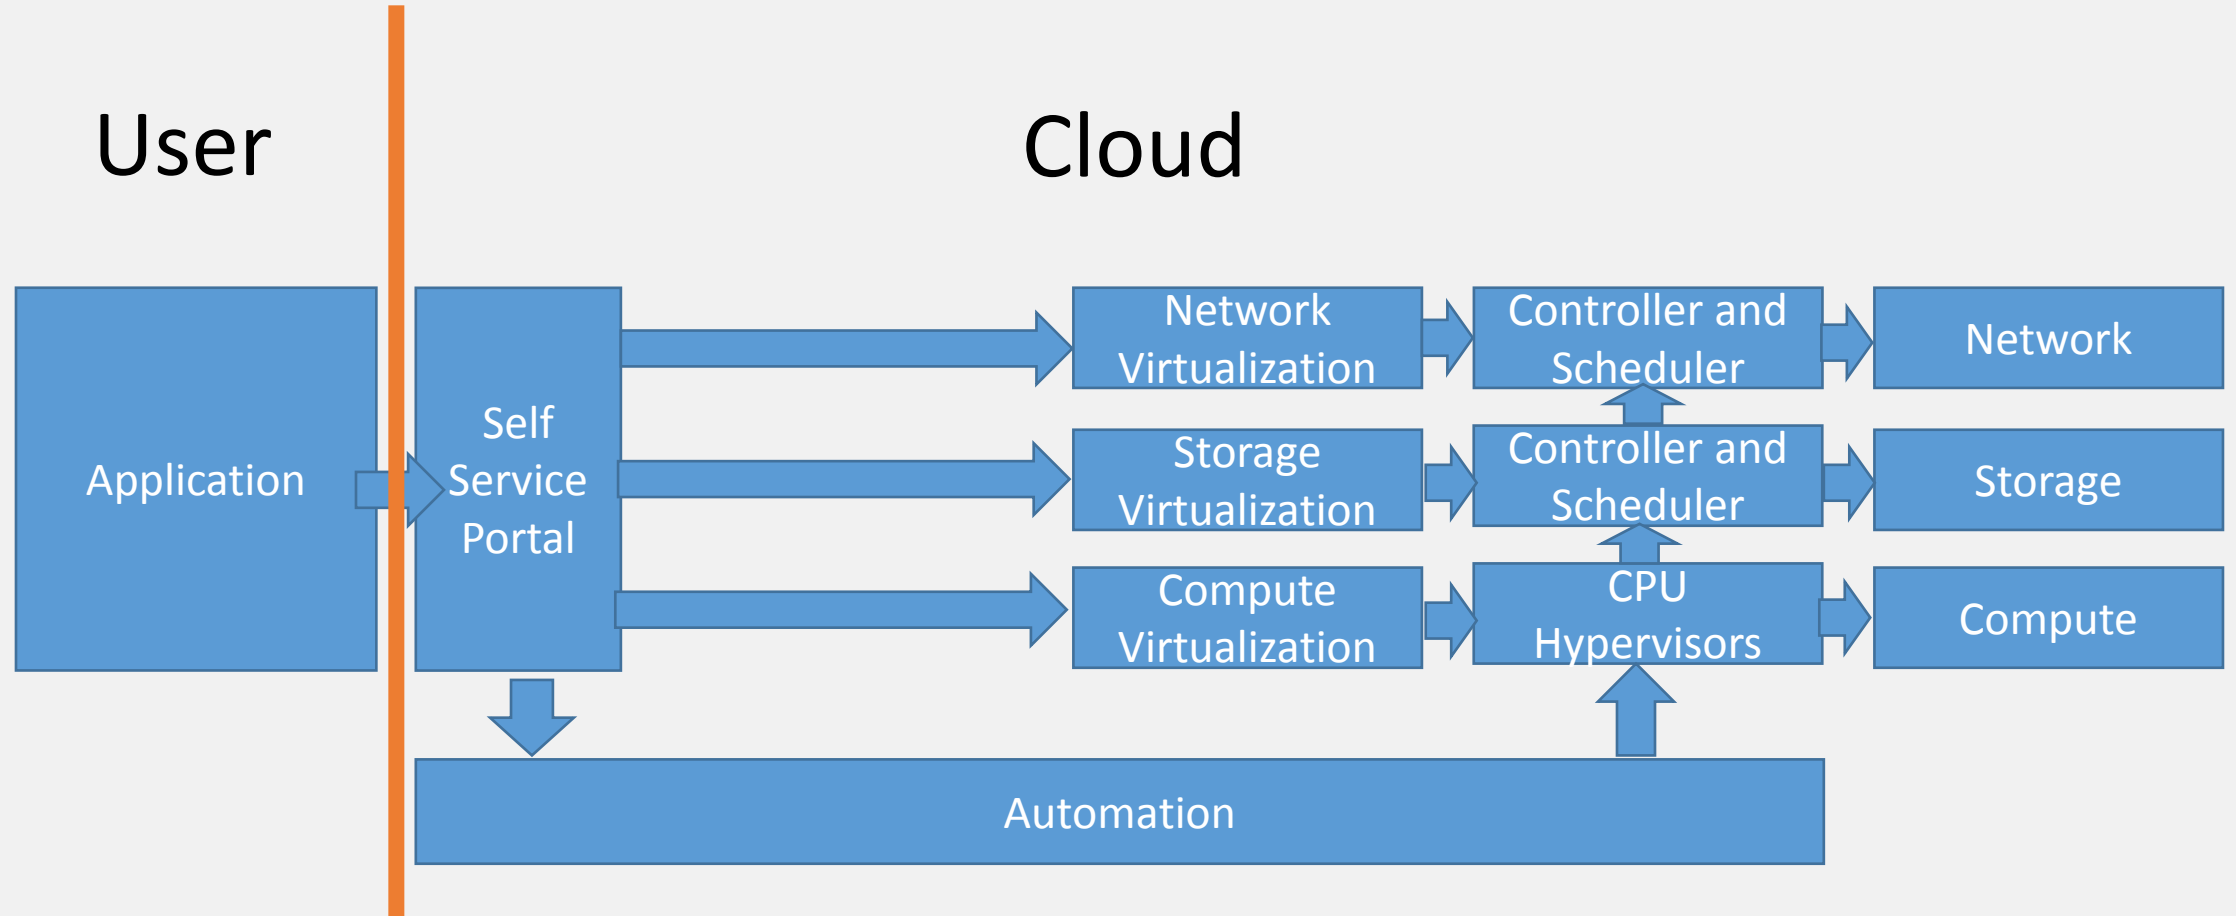 User
Cloud
Application
Self
Service
Portal
Network
Virtualization
Controller and
Scheduler
Network
Storage
Virtualization
Controller and
Scheduler
Storage
Compute
Virtualization
CPU
Hypervisors
Compute
Automation